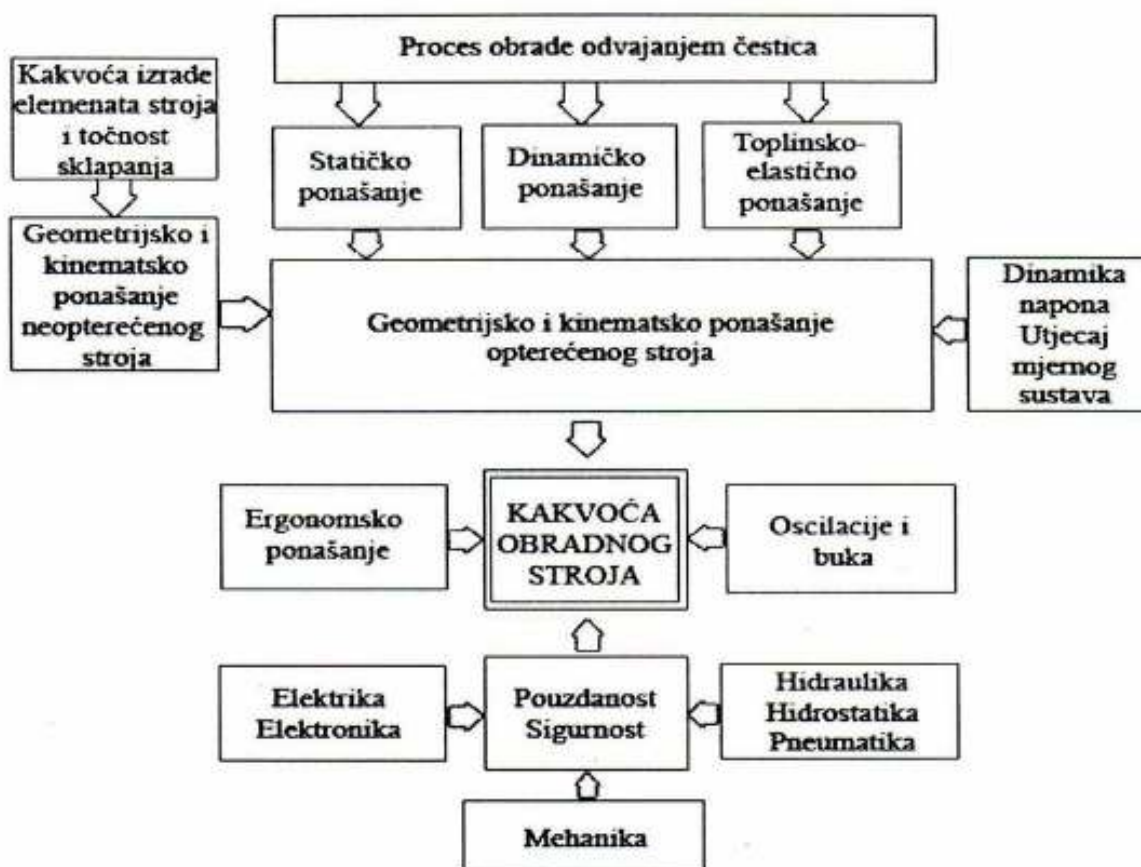 Proces obrade odvajanjem čestica
Kakvoća izrade
elemenata stroja
i točnost
sklapanja
Statičko
ponašanje
Dinamičko
ponašanje
Toplinsko-
elastično
ponašanje
Geometrijsko i
kinematsko
ponašanje
neopterećenog
stroja
Geometrijsko i kinematsko ponašanje
opterećenog stroja
Dinamika
napona
Utjecaj
mjernog
sustava
Ergonomsko
ponašanje
KAKVOĆA
OBRADNOG
STROJA
Oscilacije i
buka
Elektrika
Elektronika
Pouzdanost
Sigurnost
Hidraulika
Hidrostatika
Pneumatika
Mehanika